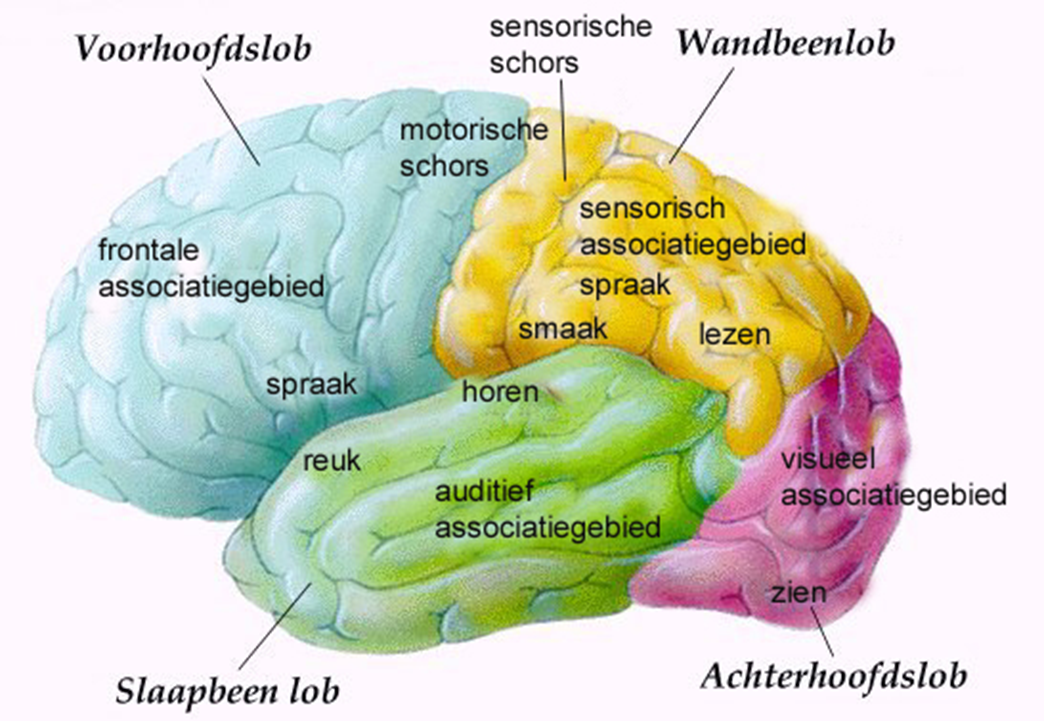 Voorhoofdslob
sensorische
schors
Wandbeenlob
motorische
schors
sensorisch
associatiegebied
frontale
associatiegebied
spraak
smaak
lezen
spraak
horen
reuk
auditief
associatiegebied
visueel
associatiegebied
zien
Slaapbeen lob
Achterhoofdslob